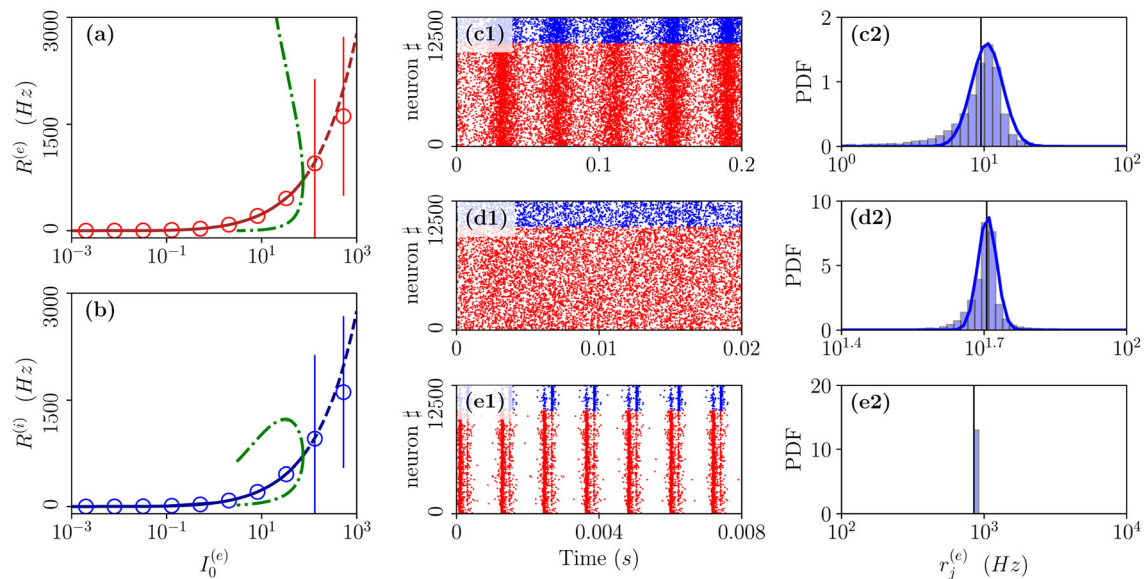 (a)
3000
1500
0
R^{(e)} (Hz)
10^{-3} 10^{-1} 10^{1} 10^{3}
(b)
3000
1500
0
R^{(i)} (Hz)
10^{-3} 10^{-1} 10^{1} 10^{3}
I_0^{(e)}
(c1)
12500
0
neuron ♯
0 0.1 0.2
(d1)
12500
0
neuron ♯
0 0.01 0.02
(e1)
12500
0
neuron ♯
0 0.004 0.008
Time (s)
(c2)
2
1
0
PDF
10^{0} 10^{1} 10^{2}
(d2)
10
5
0
PDF
10^{1.4} 10^{1.7} 10^{2}
(e2)
20
10
0
PDF
10^{2} 10^{3} 10^{4}
r_j^{(e)} (Hz)